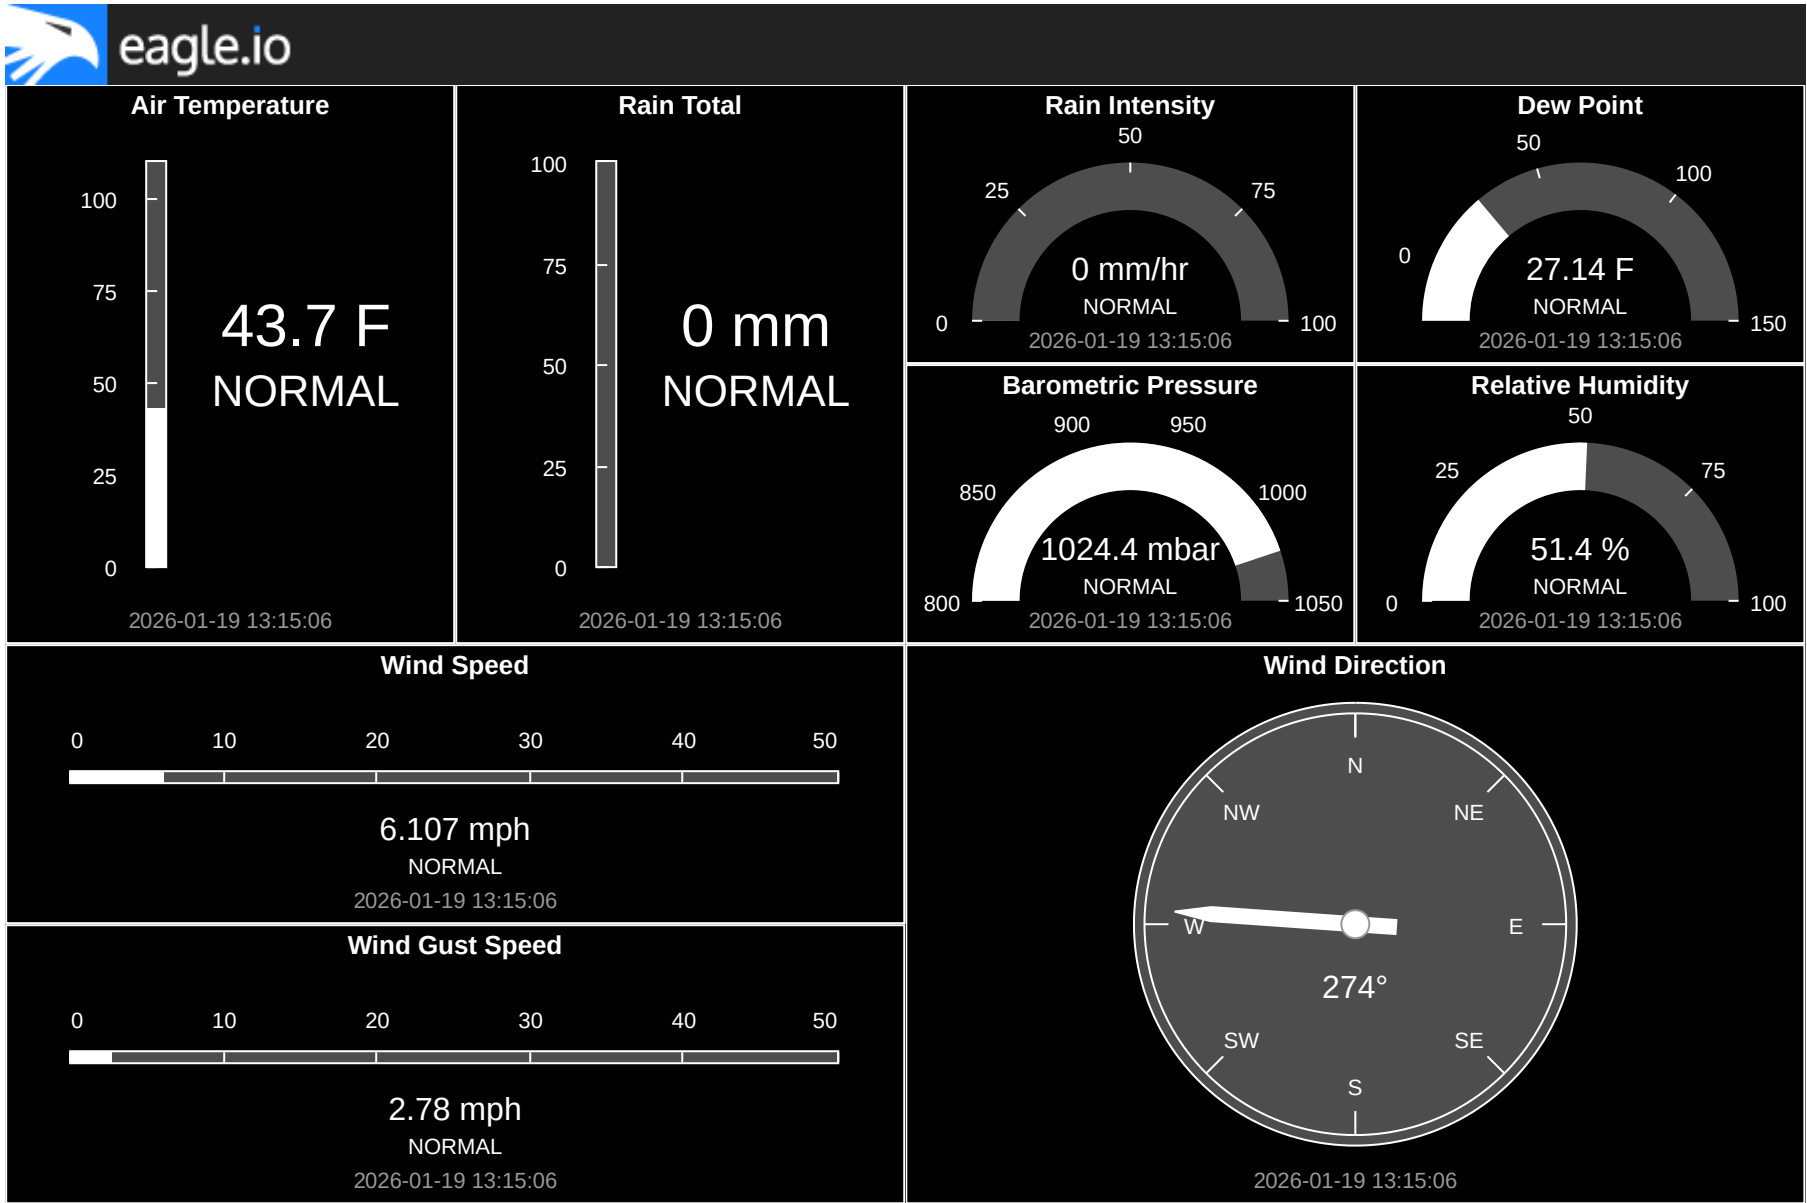 eagle.io
Air Temperature
100
75
50
25
0
43.7 F
NORMAL
2026-01-19 13:15:06
Rain Total
100
75
50
25
0
0 mm
NORMAL
2026-01-19 13:15:06
Rain Intensity
0
25
50
75
100
0 mm/hr
NORMAL
2026-01-19 13:15:06
Dew Point
0
50
100
150
27.14 F
NORMAL
2026-01-19 13:15:06
Barometric Pressure
800
850
900
950
1000
1050
1024.4 mbar
NORMAL
2026-01-19 13:15:06
Relative Humidity
0
25
50
75
100
51.4 %
NORMAL
2026-01-19 13:15:06
Wind Speed
0 10 20 30 40 50
6.107 mph
NORMAL
2026-01-19 13:15:06
Wind Gust Speed
0 10 20 30 40 50
2.78 mph
NORMAL
2026-01-19 13:15:06
Wind Direction
N
NW NE
W E
274°
SW SE
S
2026-01-19 13:15:06